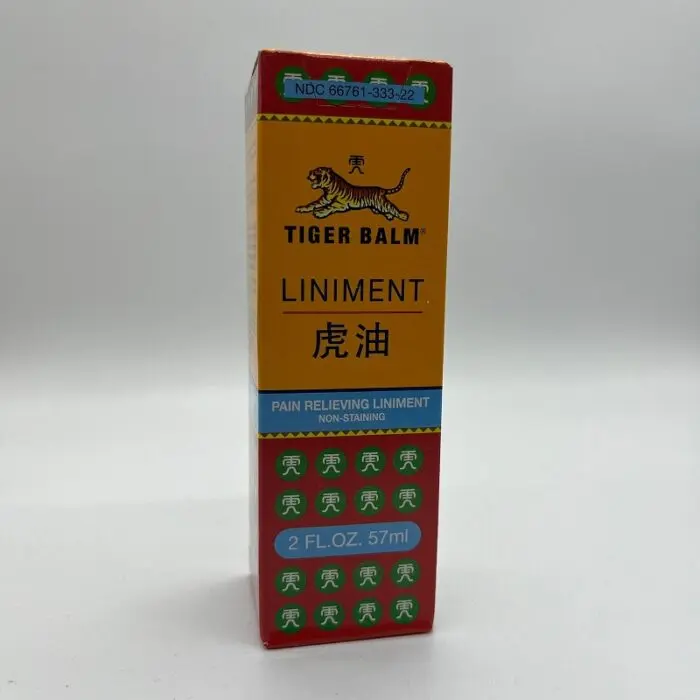 NDC 66761-333-22
TIGER BALM®
LINIMENT
虎油
PAIN RELIEVING LINIMENT
NON-STAINING
2 FL.OZ. 57ml